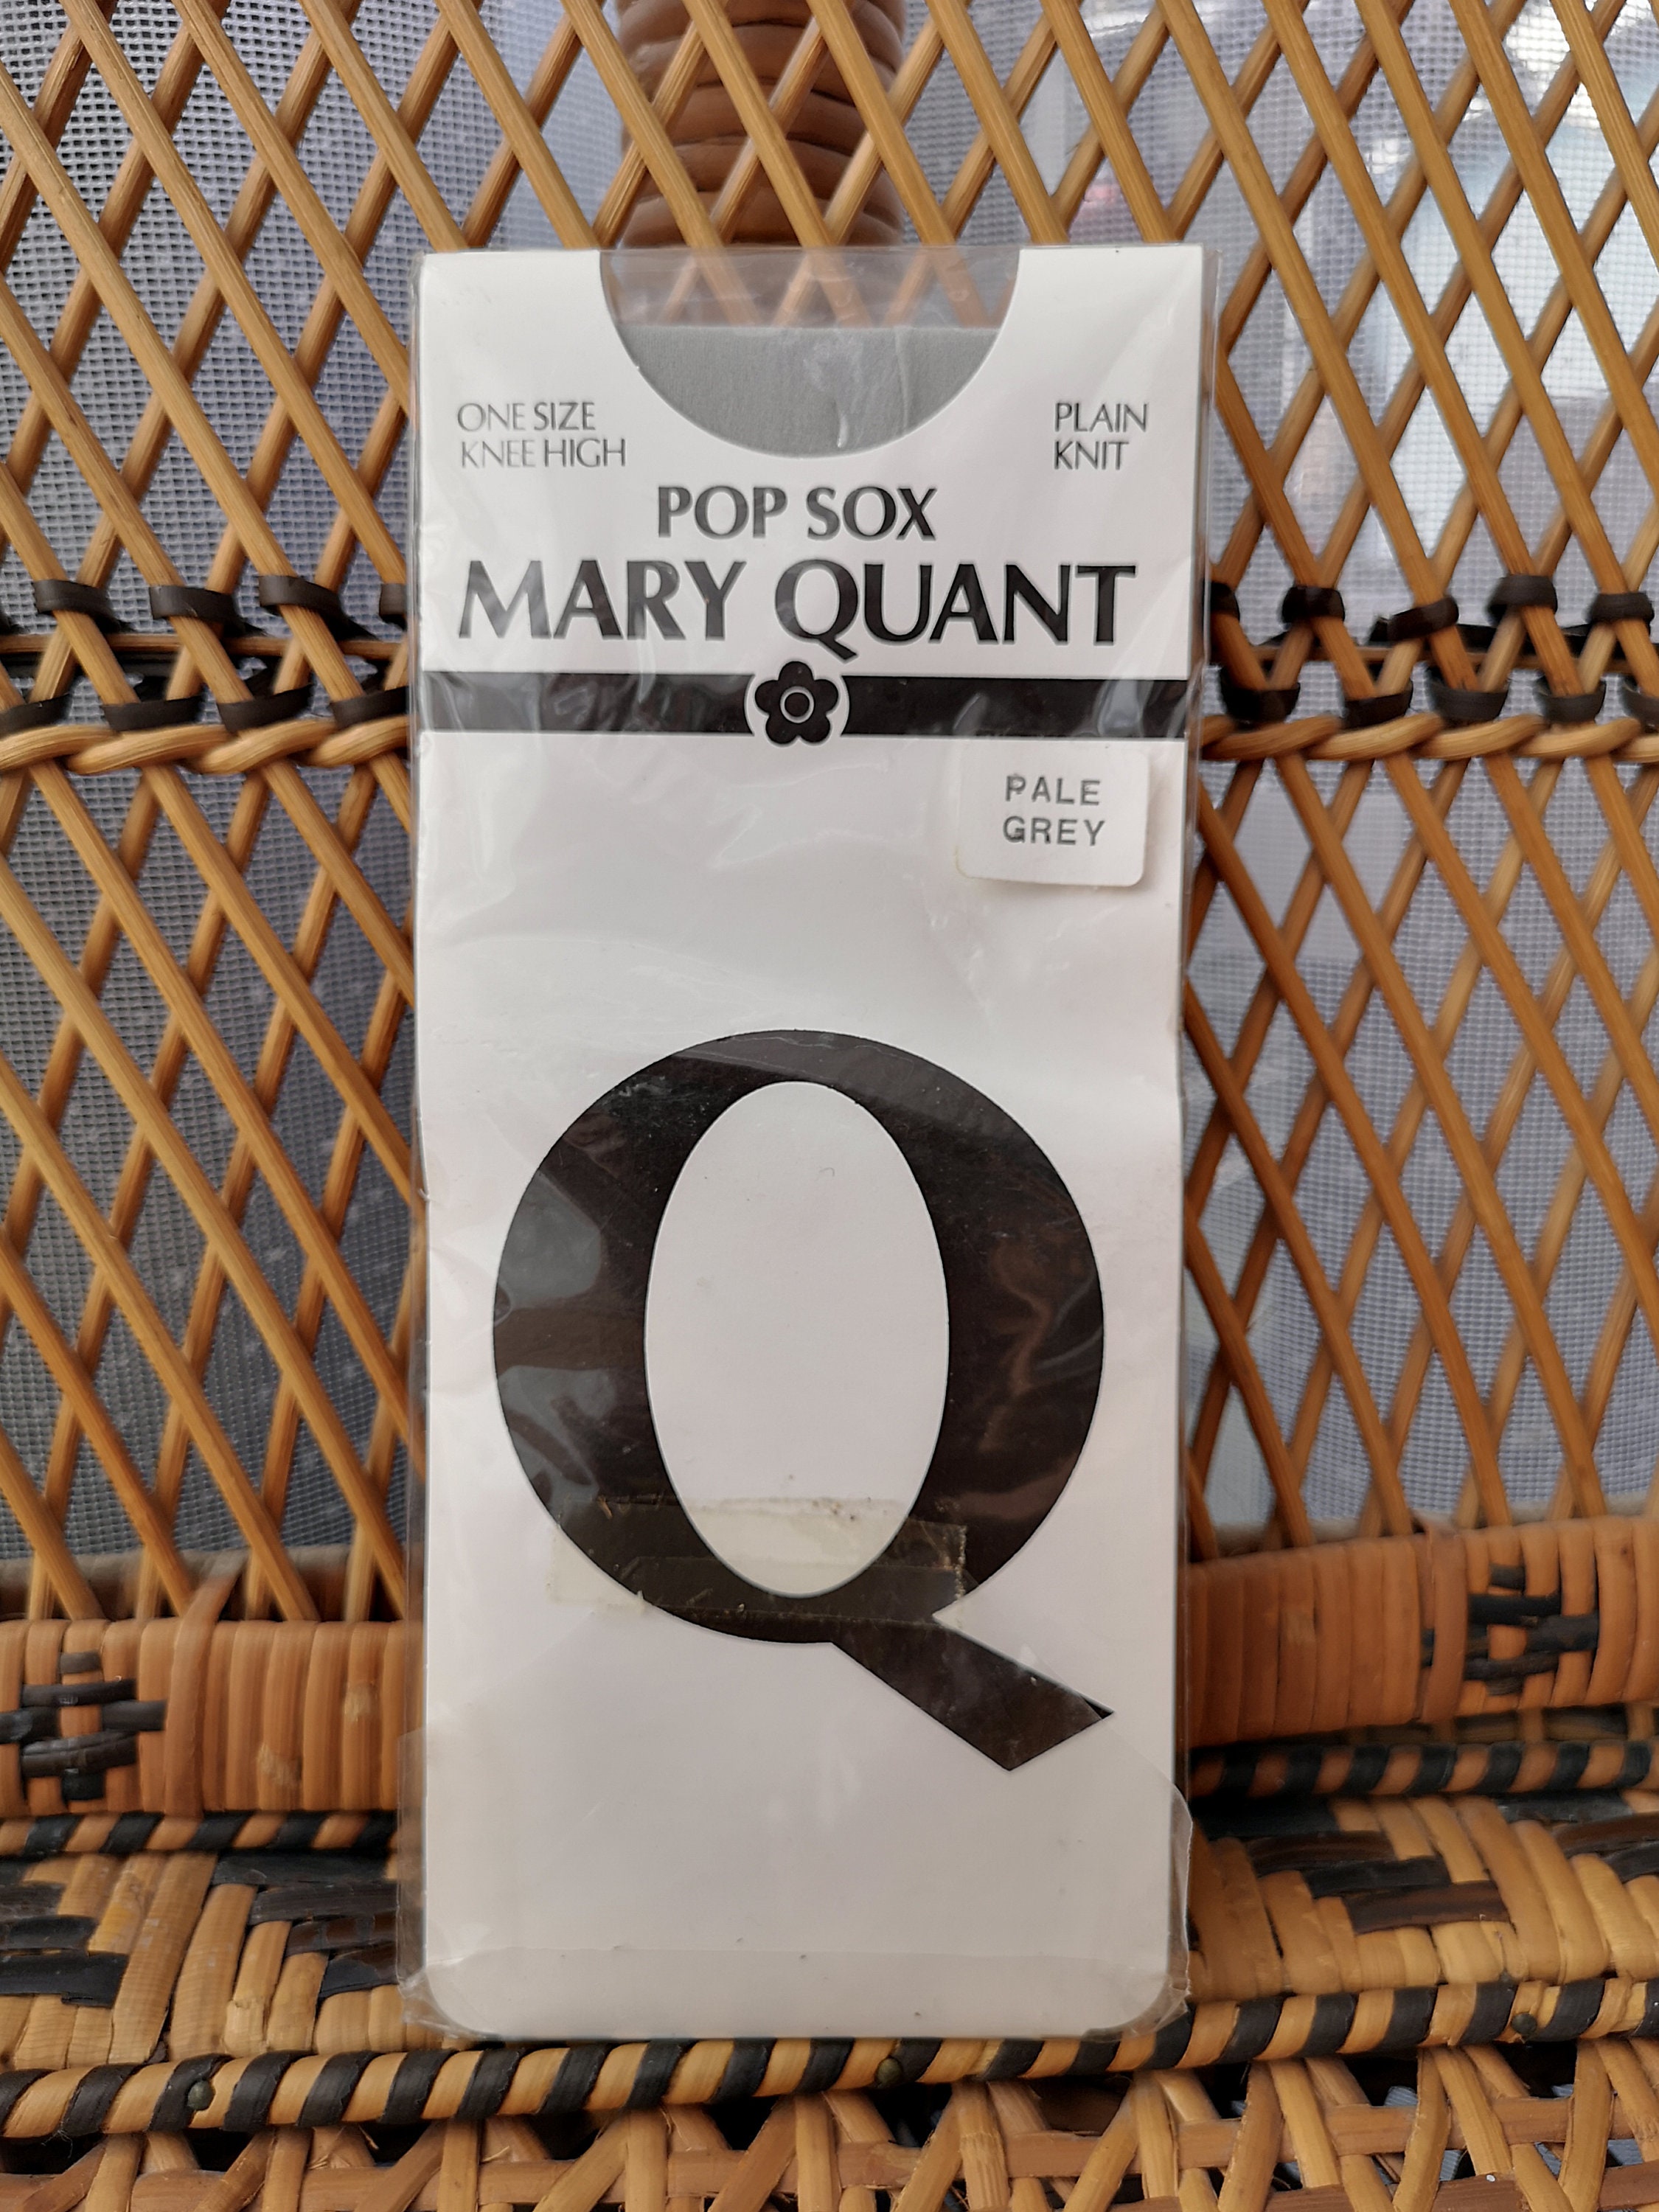 ONE SIZE
KNEE HIGH
PLAIN
KNIT
POP SOX
MARY QUANT
PALE
GREY
Q